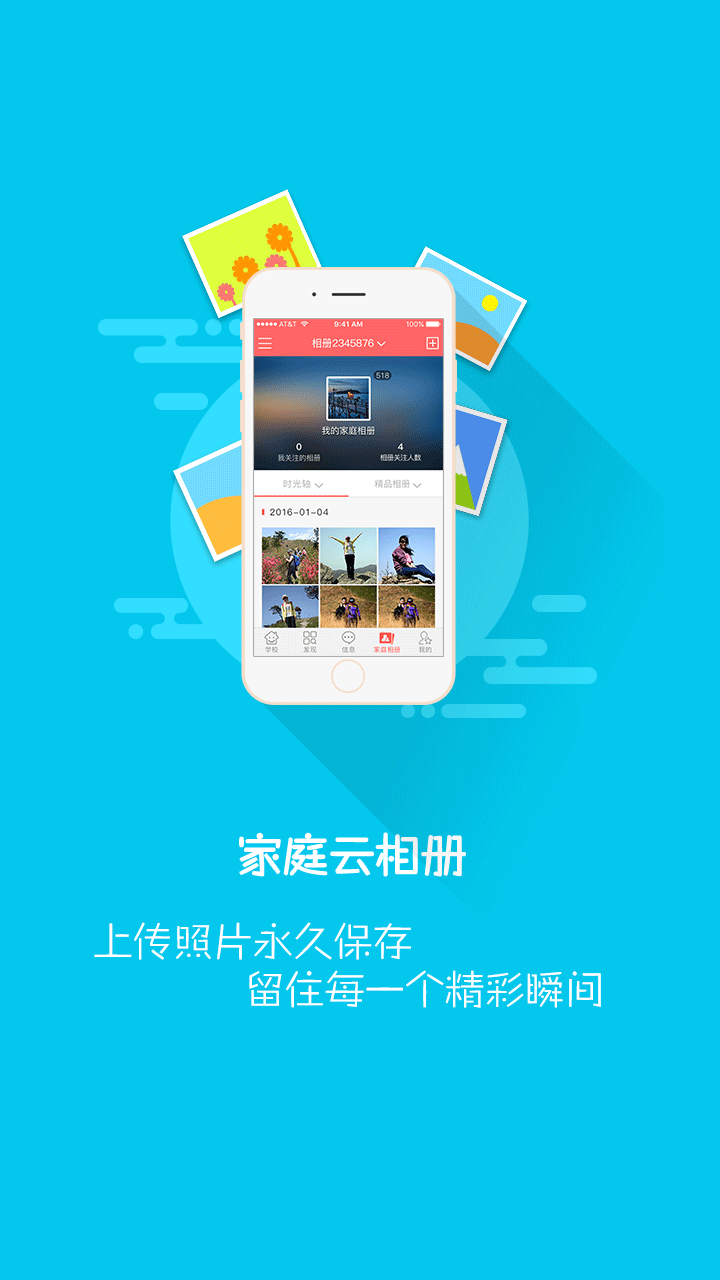 AT&T 9:41 AM 100%
相册2345876
518
我的家庭相册
0 4
我关注的相册 相册关注人数
时光轴 精品相册
2016-01-04
学校 发现 信息 家庭相册 我的
家庭云相册
上传照片永久保存
留住每一个精彩瞬间